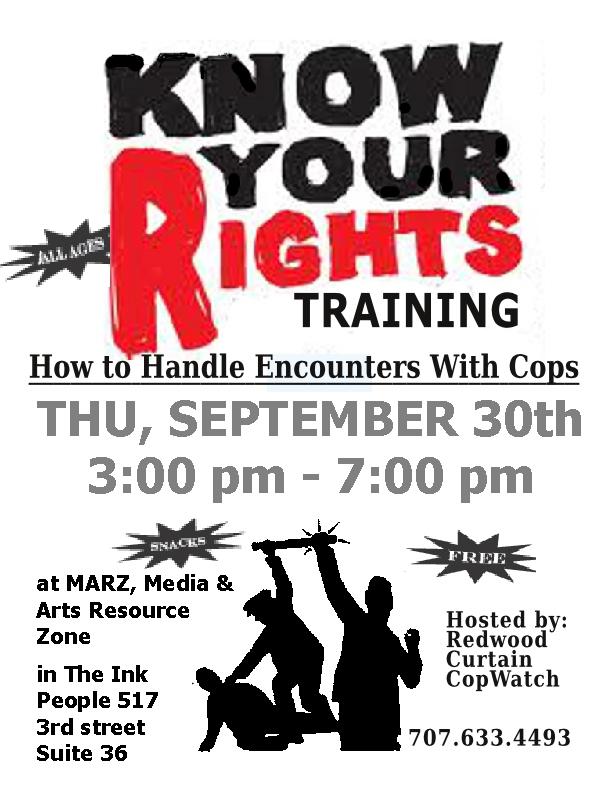 KNOW
YOUR
RIGHTS
ALL AGES
TRAINING
How to Handle Encounters With Cops
THU, SEPTEMBER 30th
3:00 pm - 7:00 pm
SNACKS
FREE
at MARZ, Media &
Arts Resource
Zone
in The Ink
People 517
3rd street
Suite 36
Hosted by:
Redwood
Curtain
CopWatch
707.633.4493